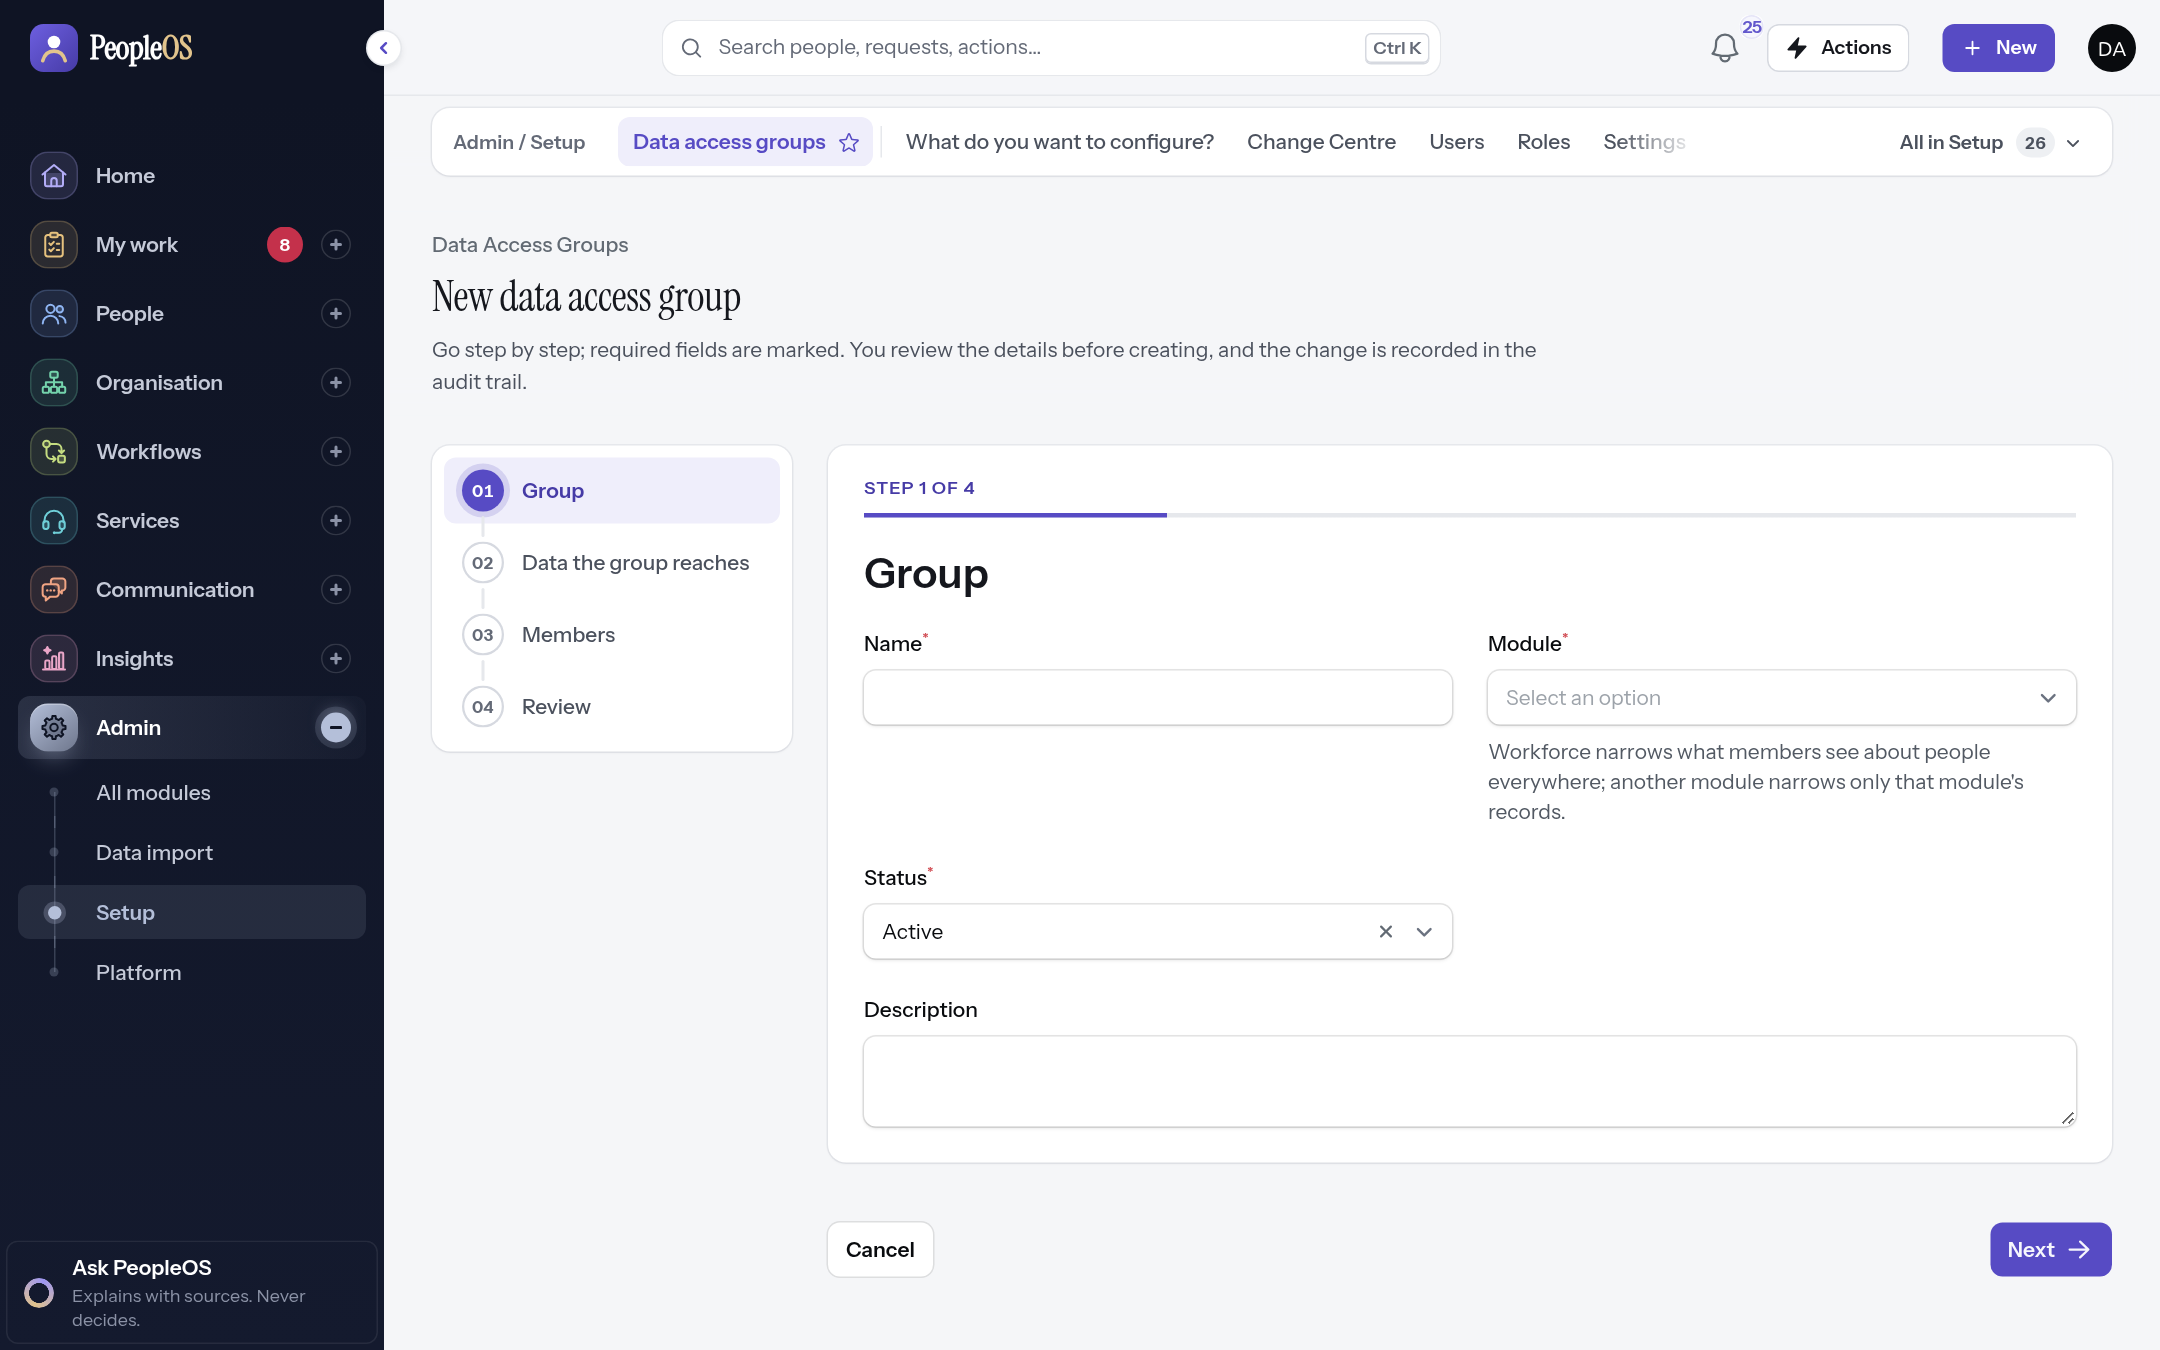 PeopleOS
Search people, requests, actions...
Ctrl K
25
Actions
New
DA
Admin / Setup
Data access groups
What do you want to configure?
Change Centre
Users
Roles
Settings
All in Setup
26
Home
My work
8
People
Organisation
Workflows
Services
Communication
Insights
Admin
All modules
Data import
Setup
Platform
Ask PeopleOS
Explains with sources. Never
decides.
Data Access Groups
New data access group
Go step by step; required fields are marked. You review the details before creating, and the change is recorded in the
audit trail.
01
Group
02
Data the group reaches
03
Members
04
Review
STEP 1 OF 4
Group
Name*
Module*
Select an option
Workforce narrows what members see about people
everywhere; another module narrows only that module's
records.
Status*
Active
Description
Cancel
Next